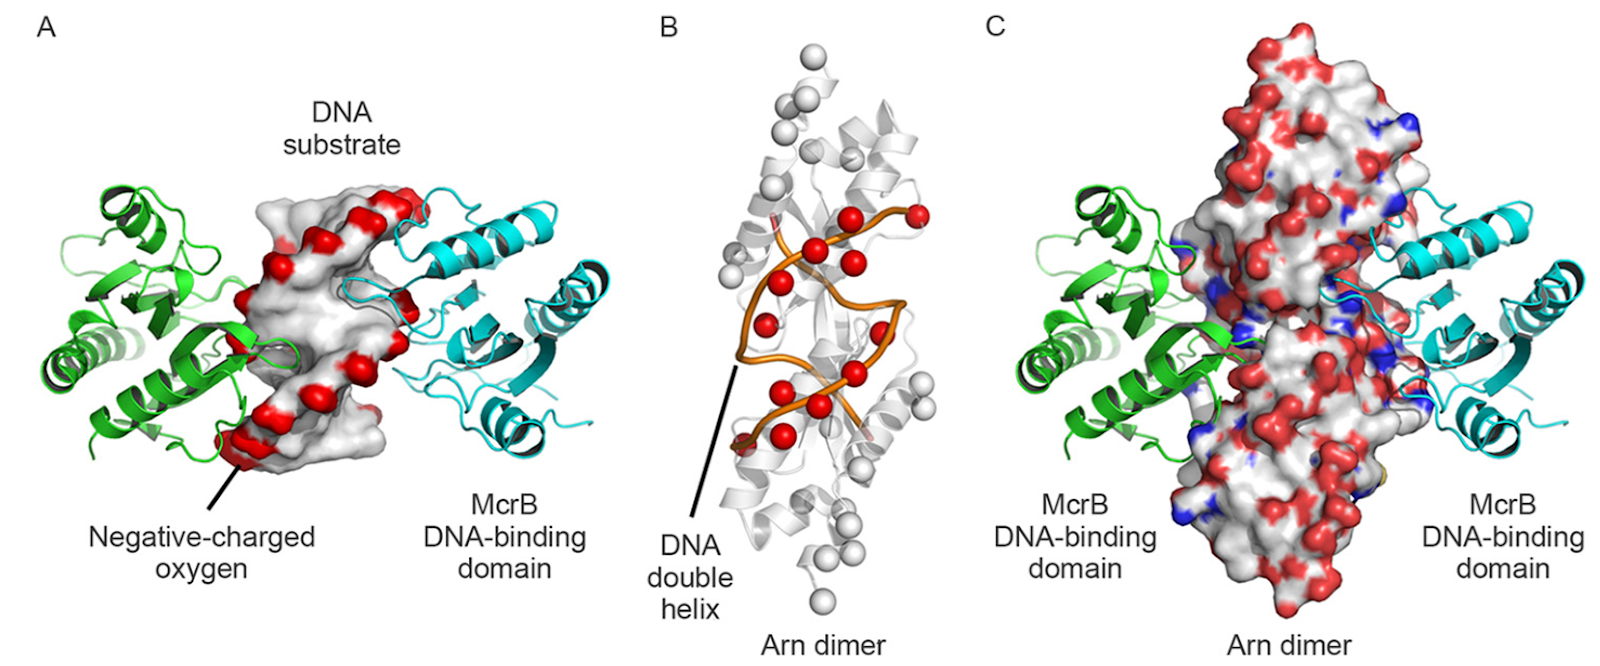 A
DNA
substrate
Negative-charged
oxygen
McrB
DNA-binding
domain
B
DNA
double
helix
Arn dimer
C
McrB
DNA-binding
domain
McrB
DNA-binding
domain
Arn dimer